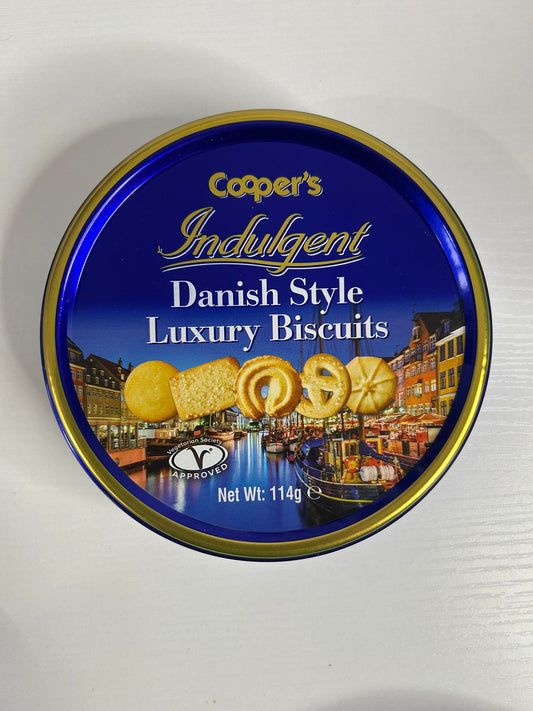 Cooper's
Indulgent
Danish Style
Luxury Biscuits
Vegetarian Society
APPROVED
Net Wt: 114g ℮